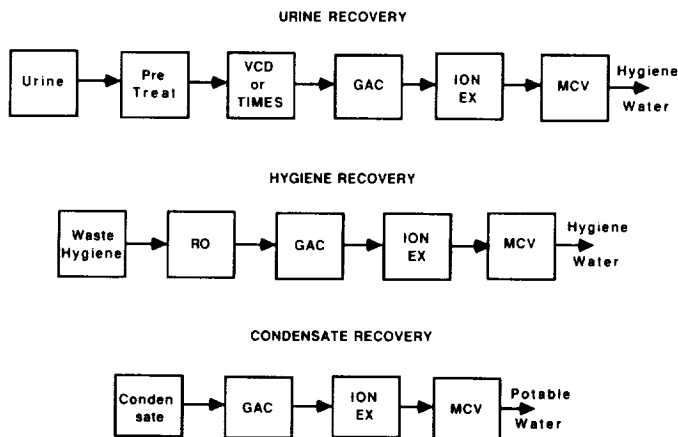 URINE RECOVERY
Urine
Pre
Treat
VCD
or
TIMES
GAC
ION
EX
MCV
Hygiene
Water
HYGIENE RECOVERY
Waste
Hygiene
RO
GAC
ION
EX
MCV
Hygiene
Water
CONDENSATE RECOVERY
Conden
sate
GAC
ION
EX
MCV
Potable
Water